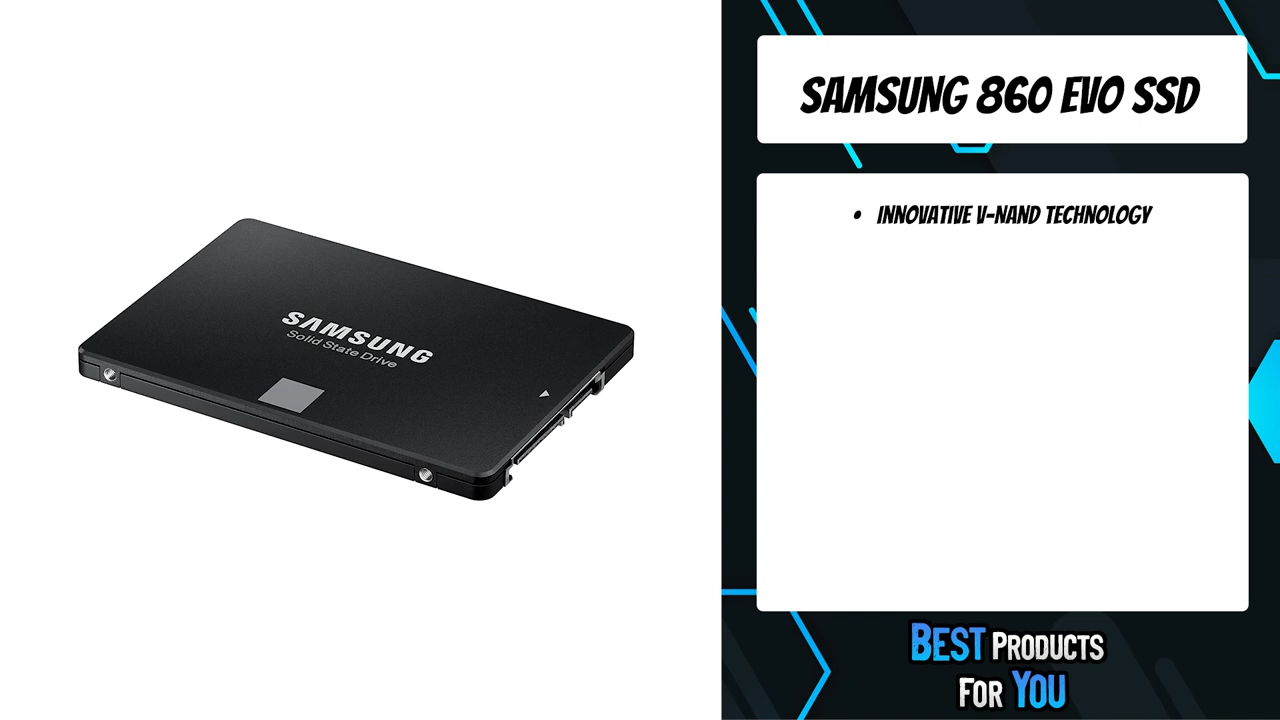 SAMSUNG
Solid State Drive
SAMSUNG 860 EVO SSD
• INNOVATIVE V-NAND TECHNOLOGY
BEST PRODUCTS
FOR YOU